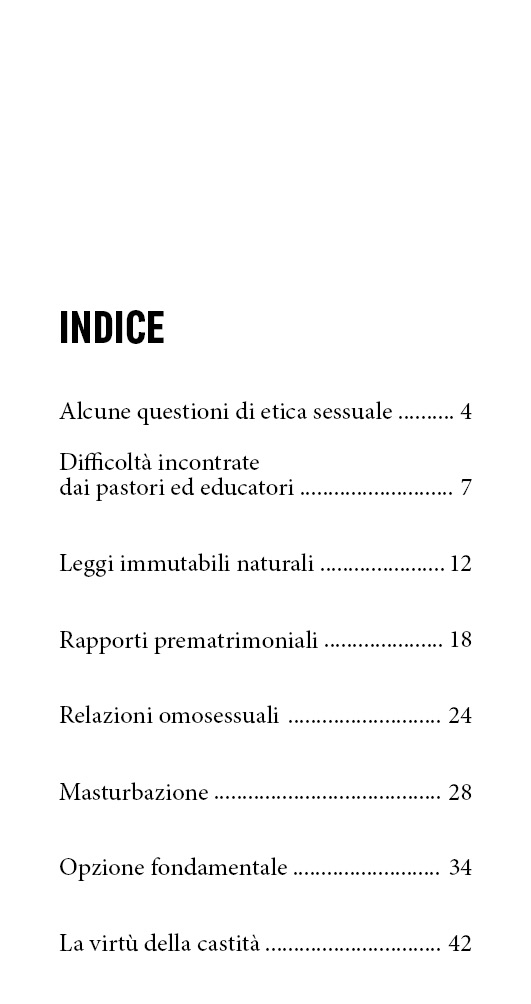 INDICE
Alcune questioni di etica sessuale .......... 4
Difficoltà incontrate
dai pastori ed educatori ........................... 7
Leggi immutabili naturali ...................... 12
Rapporti prematrimoniali ..................... 18
Relazioni omosessuali ........................... 24
Masturbazione ........................................ 28
Opzione fondamentale .......................... 34
La virtù della castità ............................... 42